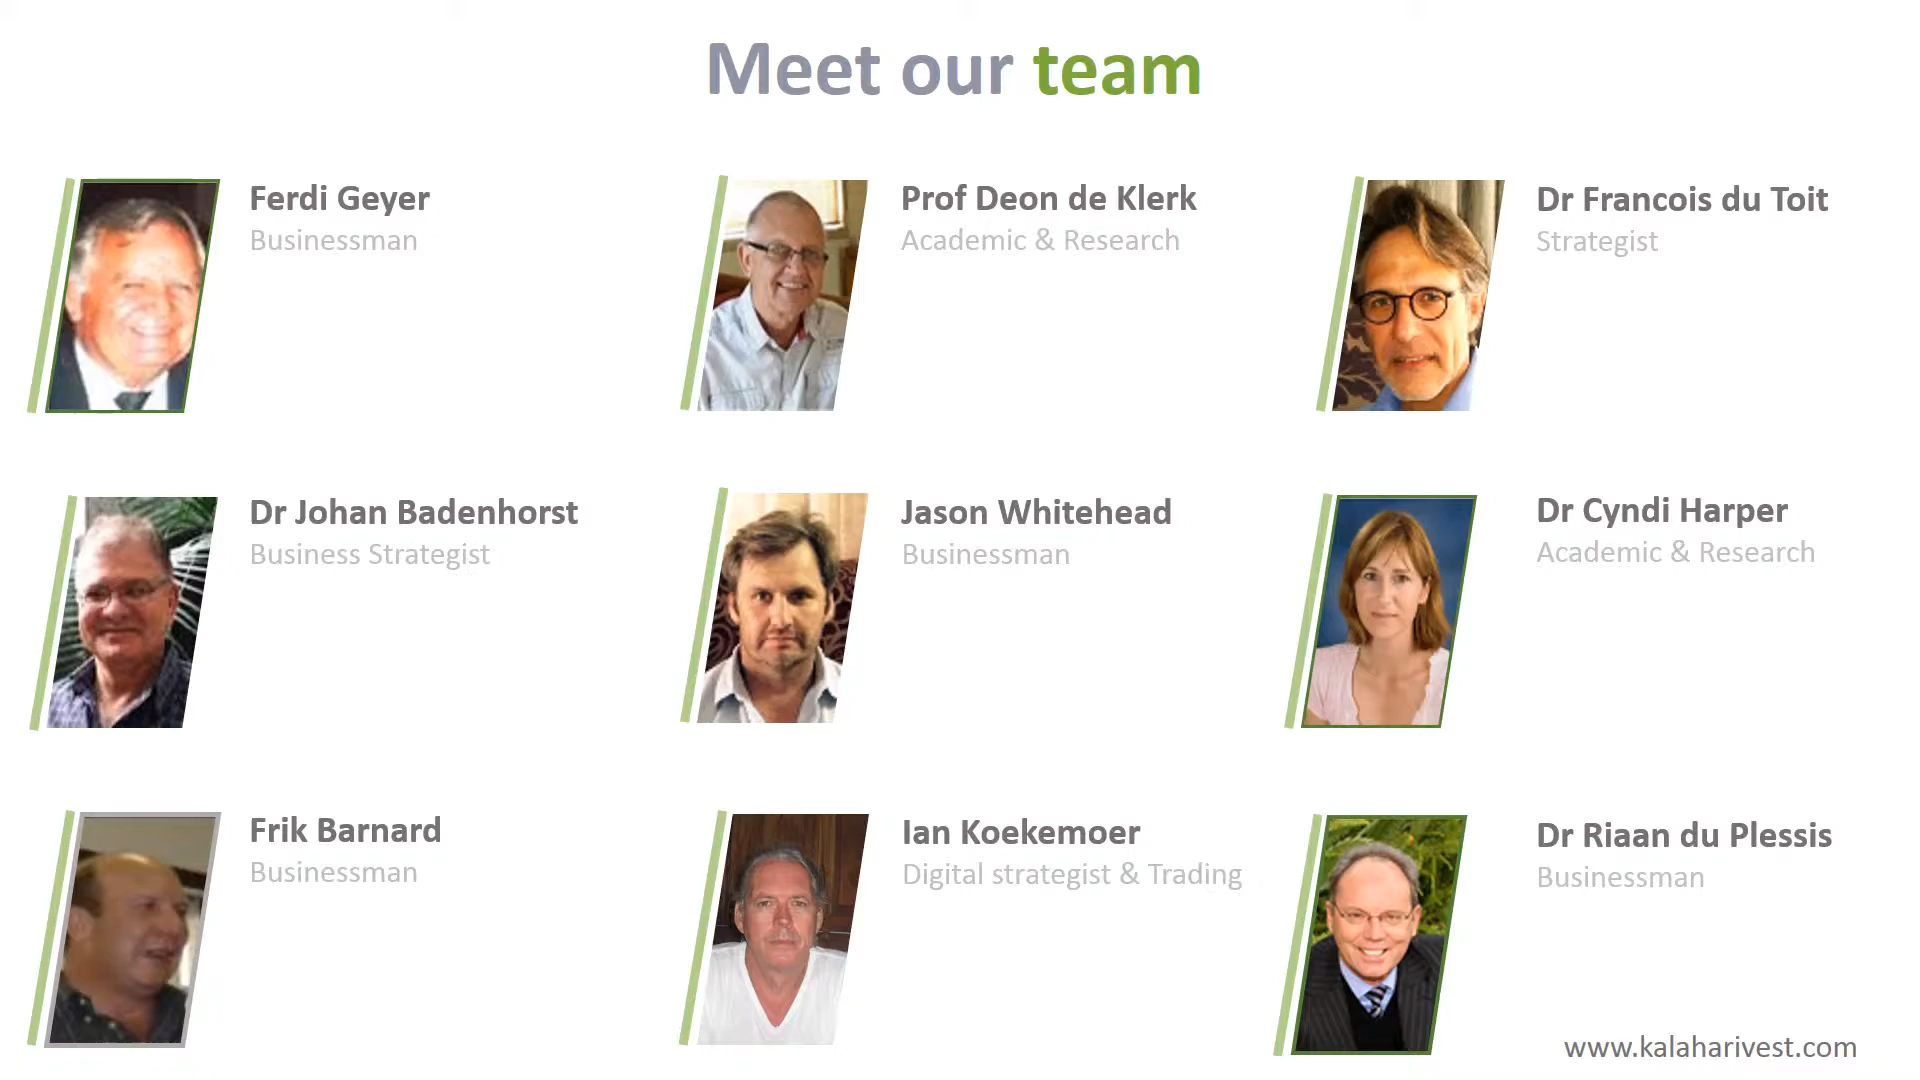 Meet our team
Ferdi Geyer
Businessman
Prof Deon de Klerk
Academic & Research
Dr Francois du Toit
Strategist
Dr Johan Badenhorst
Business Strategist
Jason Whitehead
Businessman
Dr Cyndi Harper
Academic & Research
Frik Barnard
Businessman
Ian Koekemoer
Digital strategist & Trading
Dr Riaan du Plessis
Businessman
www.kalaharivest.com